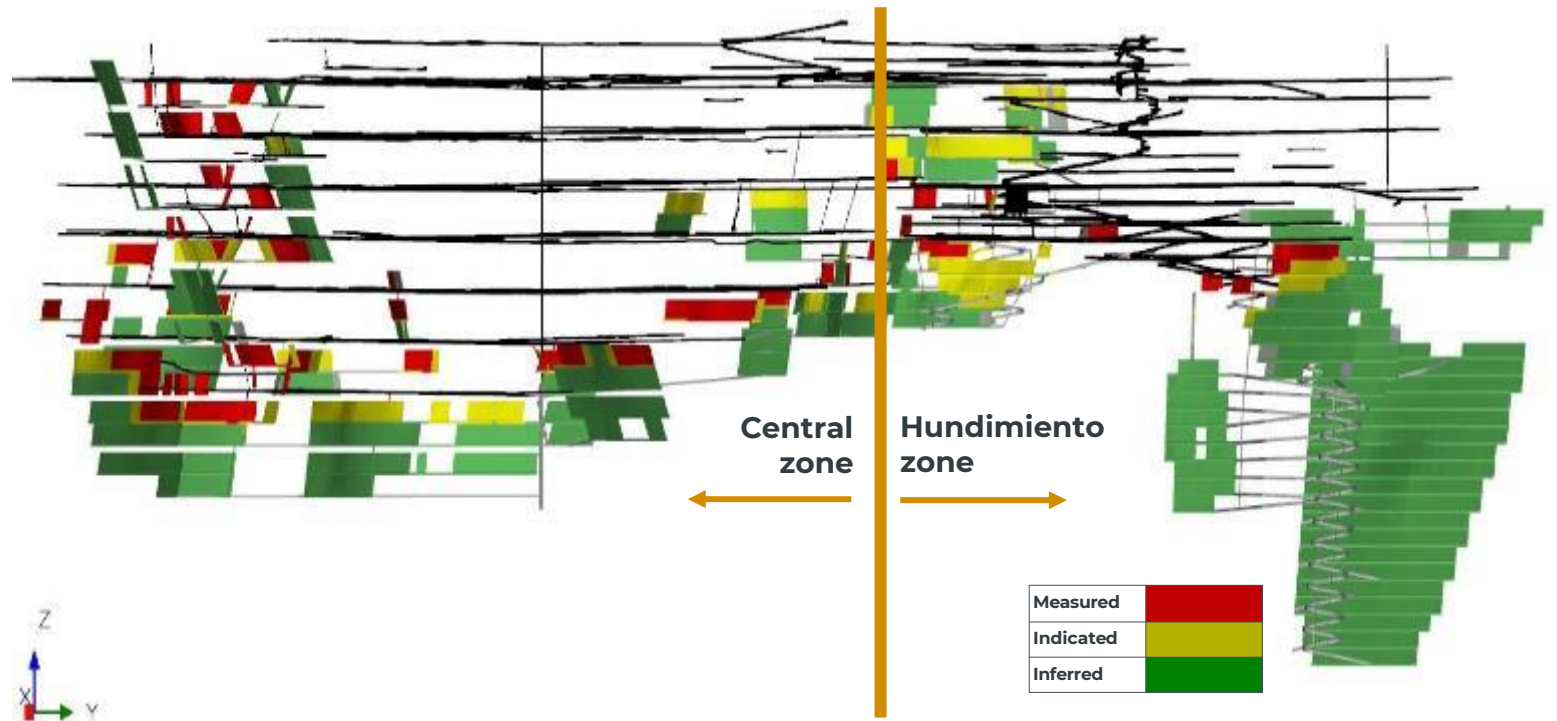 Central
zone
Hundimiento
zone
Measured
Indicated
Inferred
Z
X
Y